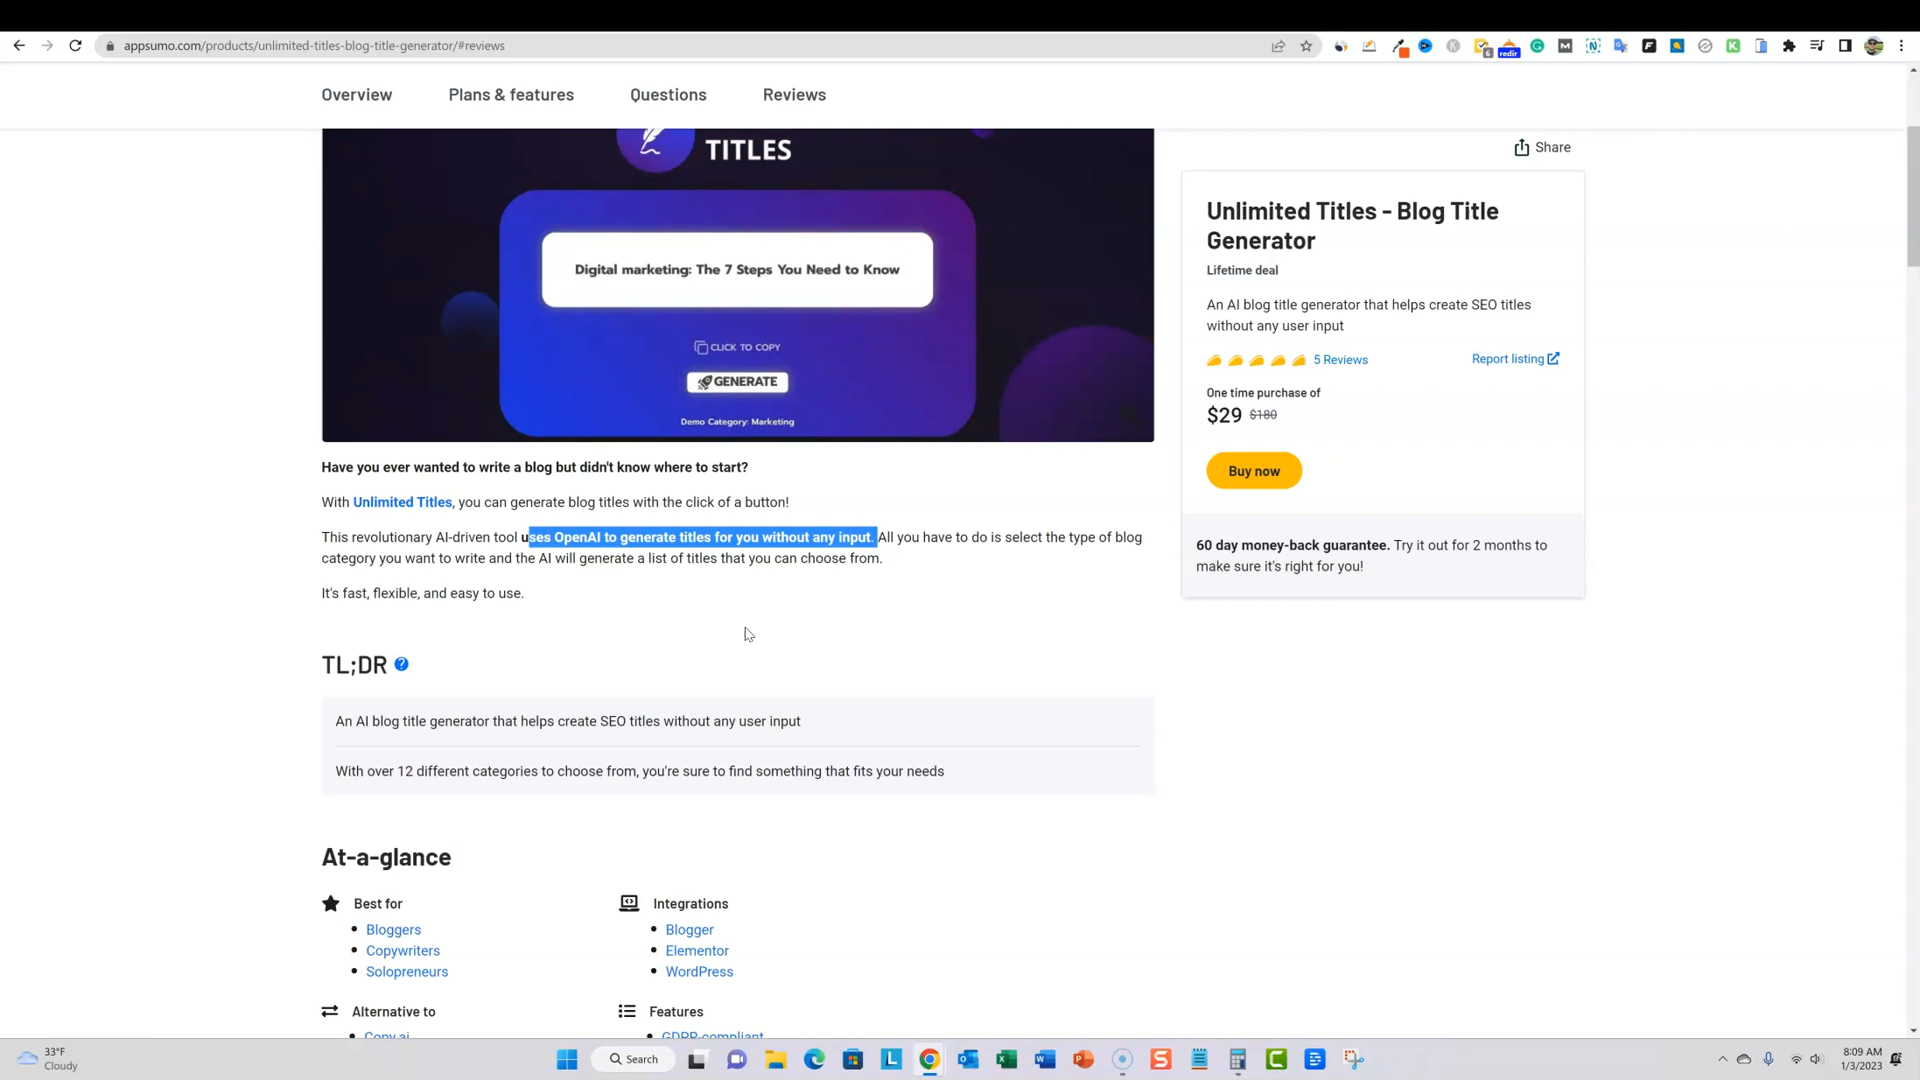 appsumo.com/products/unlimited-titles-blog-title-generator/#reviews
6
redir
Overview
Plans & features
Questions
Reviews
TITLES
Digital marketing: The 7 Steps You Need to Know
CLICK TO COPY
GENERATE
Demo Category: Marketing
Share
Unlimited Titles - Blog Title
Generator
Lifetime deal
An AI blog title generator that helps create SEO titles
without any user input
5 Reviews
Report listing
One time purchase of
$29 $180
Buy now
60 day money-back guarantee. Try it out for 2 months to
make sure it's right for you!
Have you ever wanted to write a blog but didn't know where to start?
With Unlimited Titles, you can generate blog titles with the click of a button!
This revolutionary AI-driven tool uses OpenAI to generate titles for you without any input. All you have to do is select the type of blog
category you want to write and the AI will generate a list of titles that you can choose from.
It's fast, flexible, and easy to use.
TL;DR ?
An AI blog title generator that helps create SEO titles without any user input
With over 12 different categories to choose from, you're sure to find something that fits your needs
At-a-glance
Best for
Bloggers
Copywriters
Solopreneurs
Integrations
Blogger
Elementor
WordPress
Alternative to
Copy.ai
Features
GDPR-compliant
33°F
Cloudy
Search
8:09 AM
1/3/2023